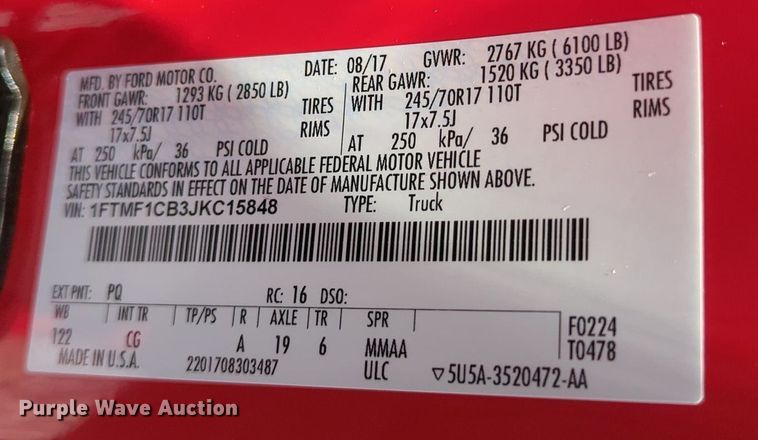 MFD. BY FORD MOTOR CO. DATE: 08/17 GVWR: 2767 KG ( 6100 LB)
FRONT GAWR: 1293 KG ( 2850 LB) REAR GAWR: 1520 KG ( 3350 LB)
WITH 245/70R17 110T TIRES WITH 245/70R17 110T TIRES
17x7.5J RIMS 17x7.5J RIMS
AT 250 kPa/ 36 PSI COLD AT 250 kPa/ 36 PSI COLD
THIS VEHICLE CONFORMS TO ALL APPLICABLE FEDERAL MOTOR VEHICLE
SAFETY STANDARDS IN EFFECT ON THE DATE OF MANUFACTURE SHOWN ABOVE.
VIN: 1FTMF1CB3JKC15848 TYPE: Truck
EXT PNT: PQ RC: 16 DSO:
WB INT TR TP/PS R AXLE TR SPR F0224
122 CG A 19 6 MMAA T0478
MADE IN U.S.A. 2201708303487 ULC ▽5U5A-3520472-AA
Purple Wave Auction